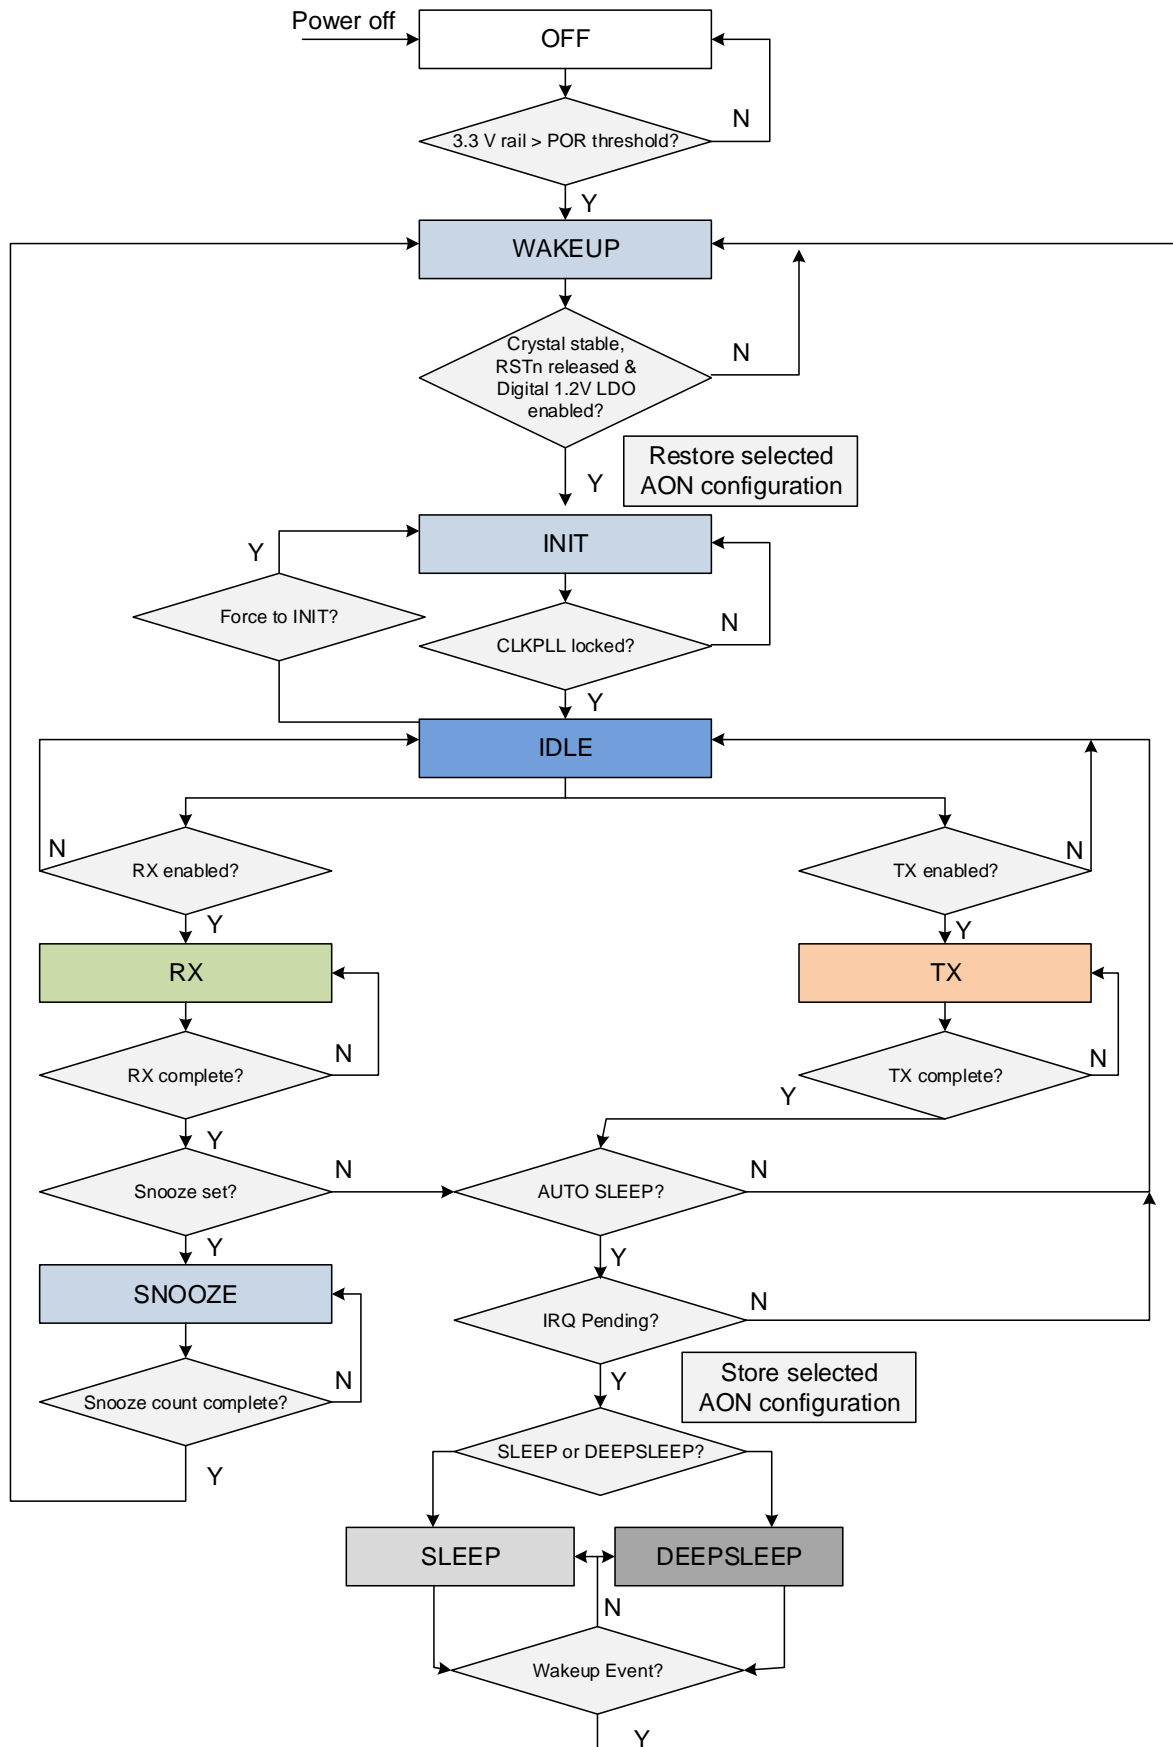 Power off
OFF
3.3 V rail > POR threshold?
N
Y
WAKEUP
Crystal stable,
RSTn released &
Digital 1.2V LDO
enabled?
N
Y
Restore selected
AON configuration
INIT
Y
Force to INIT?
CLKPLL locked?
N
Y
IDLE
N
RX enabled?
TX enabled?
N
Y
Y
RX
TX
RX complete?
N
TX complete?
N
Y
Y
Snooze set?
N
AUTO SLEEP?
N
Y
Y
SNOOZE
IRQ Pending?
N
Snooze count complete?
N
Y
Store selected
AON configuration
SLEEP or DEEPSLEEP?
Y
SLEEP
DEEPSLEEP
N
Wakeup Event?
Y